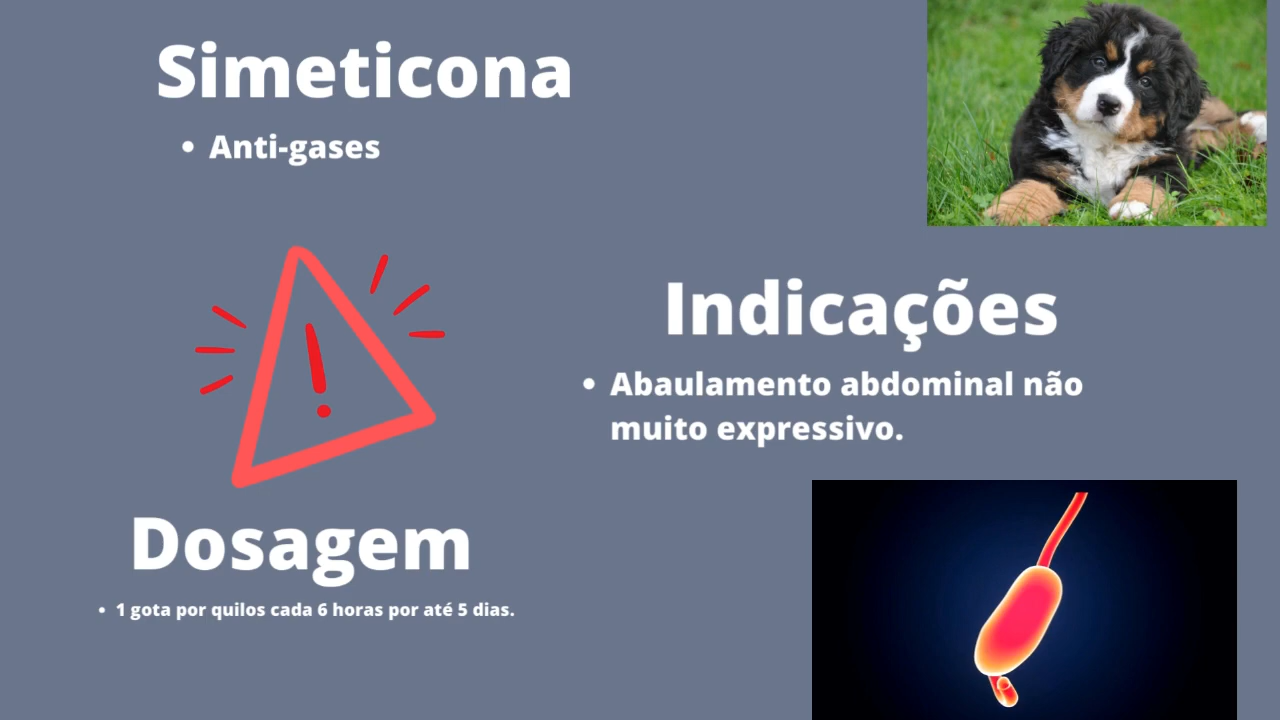 Simeticona
• Anti-gases
Indicações
• Abaulamento abdominal não
muito expressivo.
Dosagem
• 1 gota por quilos cada 6 horas por até 5 dias.